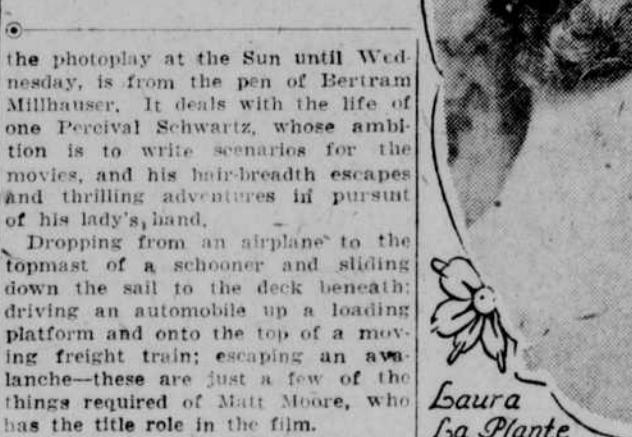 the photoplay at the Sun until Wed-
nesday, is from the pen of Bertram
Millhauser. It deals with the life of
one Percival Schwartz, whose ambi-
tion is to write scenarios for the
movies, and his hair-breadth escapes
and thrilling adventures in pursuit
of his lady's hand.
Dropping from an airplane to the
topmast of a schooner and sliding
down the sail to the deck beneath;
driving an automobile up a loading
platform and onto the top of a mov-
ing freight train; escaping an ava-
lanche—these are just a few of the
things required of Matt Moore, who
has the title role in the film.
Laura
La Plante